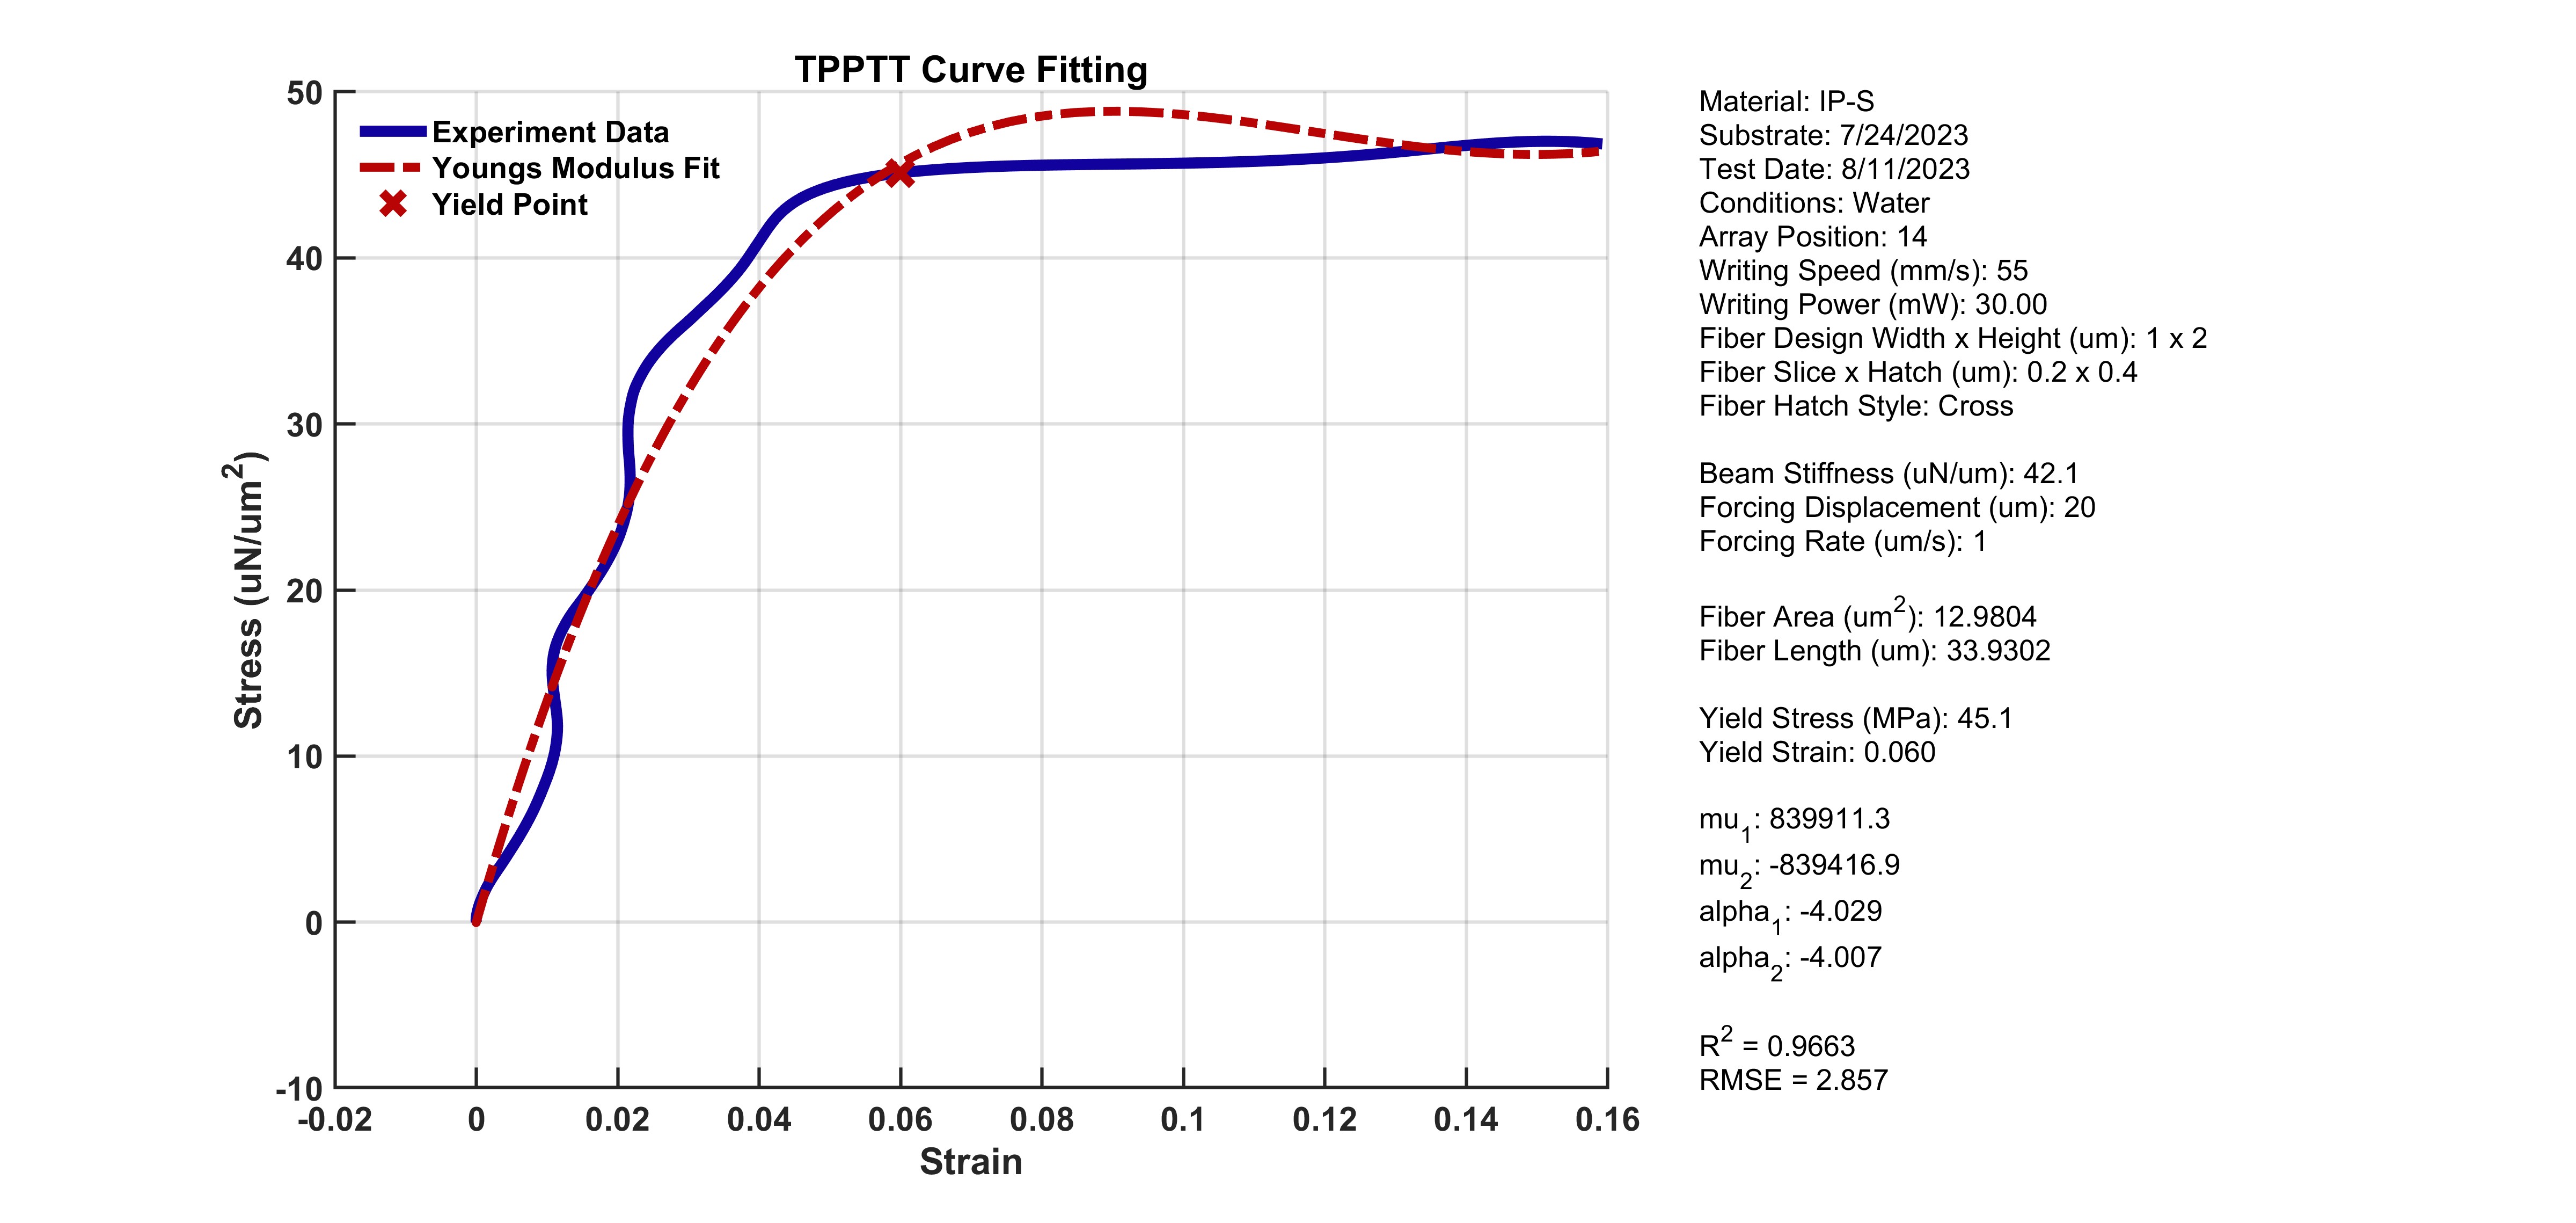 TPPTT Curve Fitting
Experiment Data
Youngs Modulus Fit
Yield Point
Stress (uN/um²)
50
40
30
20
10
0
-10
-0.02 0 0.02 0.04 0.06 0.08 0.1 0.12 0.14 0.16
Strain
Material: IP-S
Substrate: 7/24/2023
Test Date: 8/11/2023
Conditions: Water
Array Position: 14
Writing Speed (mm/s): 55
Writing Power (mW): 30.00
Fiber Design Width x Height (um): 1 x 2
Fiber Slice x Hatch (um): 0.2 x 0.4
Fiber Hatch Style: Cross
Beam Stiffness (uN/um): 42.1
Forcing Displacement (um): 20
Forcing Rate (um/s): 1
Fiber Area (um²): 12.9804
Fiber Length (um): 33.9302
Yield Stress (MPa): 45.1
Yield Strain: 0.060
mu₁: 839911.3
mu₂: -839416.9
alpha₁: -4.029
alpha₂: -4.007
R² = 0.9663
RMSE = 2.857